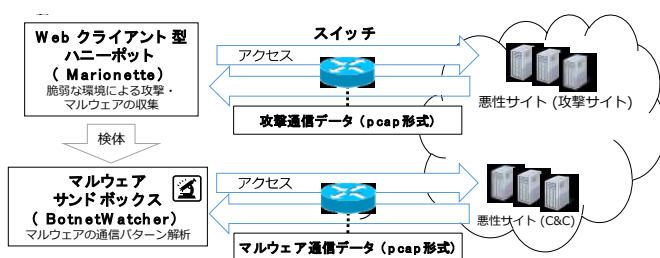 Web クライアント型
ハニーポット
( Marionette)
脆弱な環境による攻撃・
マルウェアの収集
スイッチ
アクセス
攻撃通信データ (pcap形式)
悪性サイト (攻撃サイト)
検体
マルウェア
サンドボックス
( BotnetWatcher)
マルウェアの通信パターン解析
アクセス
マルウェア通信データ (pcap形式)
悪性サイト (C&C)